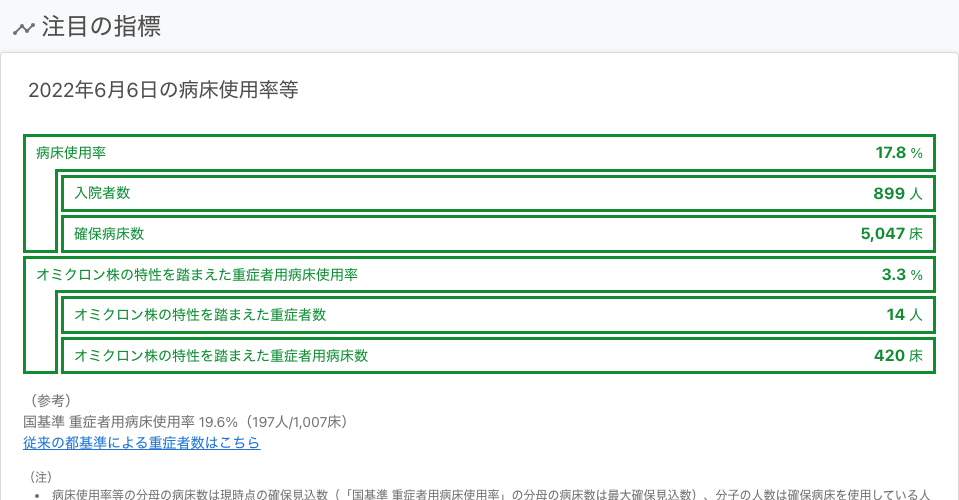 注目の指標
2022年6月6日の病床使用率等
病床使用率 17.8 %
入院者数 899 人
確保病床数 5,047 床
オミクロン株の特性を踏まえた重症者用病床使用率 3.3 %
オミクロン株の特性を踏まえた重症者数 14 人
オミクロン株の特性を踏まえた重症者用病床数 420 床
（参考）
国基準 重症者用病床使用率 19.6%（197人/1,007床）
従来の都基準による重症者数はこちら
（注）
• 病床使用率等の分母の病床数は現時点の確保見込数（「国基準 重症者用病床使用率」の分母の病床数は最大確保見込数）、分子の人数は確保病床を使用している人